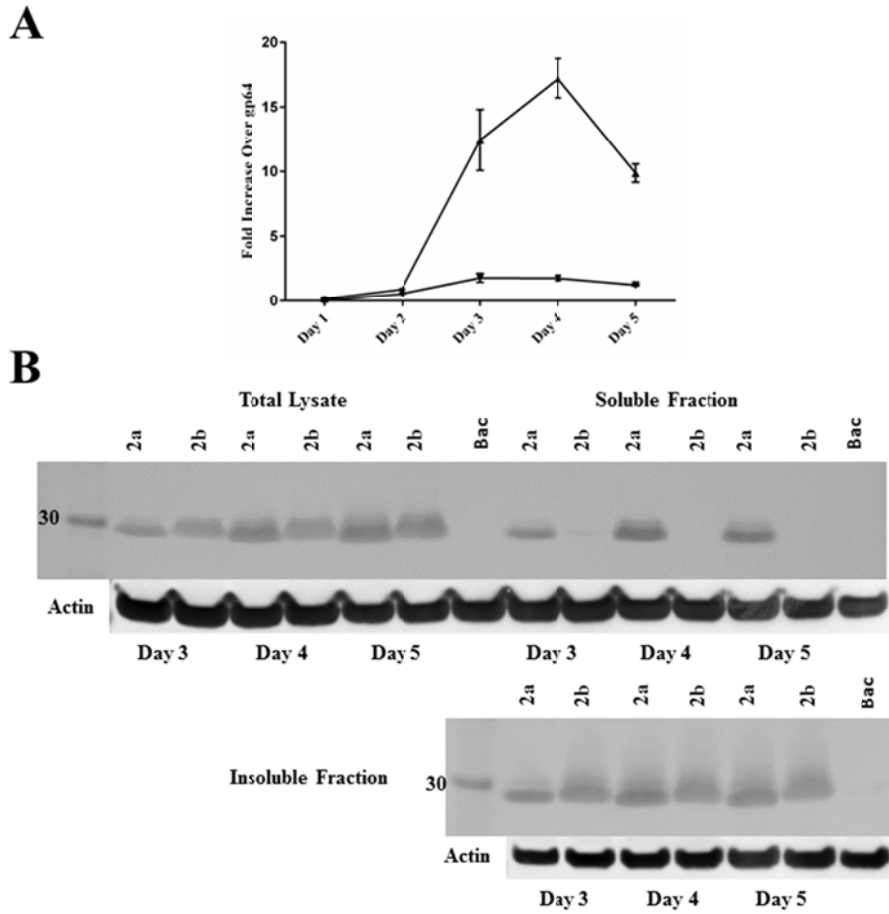 A
20
15
10
5
0
Fold Increase Over gp64
Day 1 Day 2 Day 3 Day 4 Day 5
B
Total Lysate Soluble Fraction
2a 2b 2a 2b 2a 2b Bac 2a 2b 2a 2b 2a 2b Bac
30
Actin
Day 3 Day 4 Day 5 Day 3 Day 4 Day 5
2a 2b 2a 2b 2a 2b Bac
Insoluble Fraction 30
Actin
Day 3 Day 4 Day 5